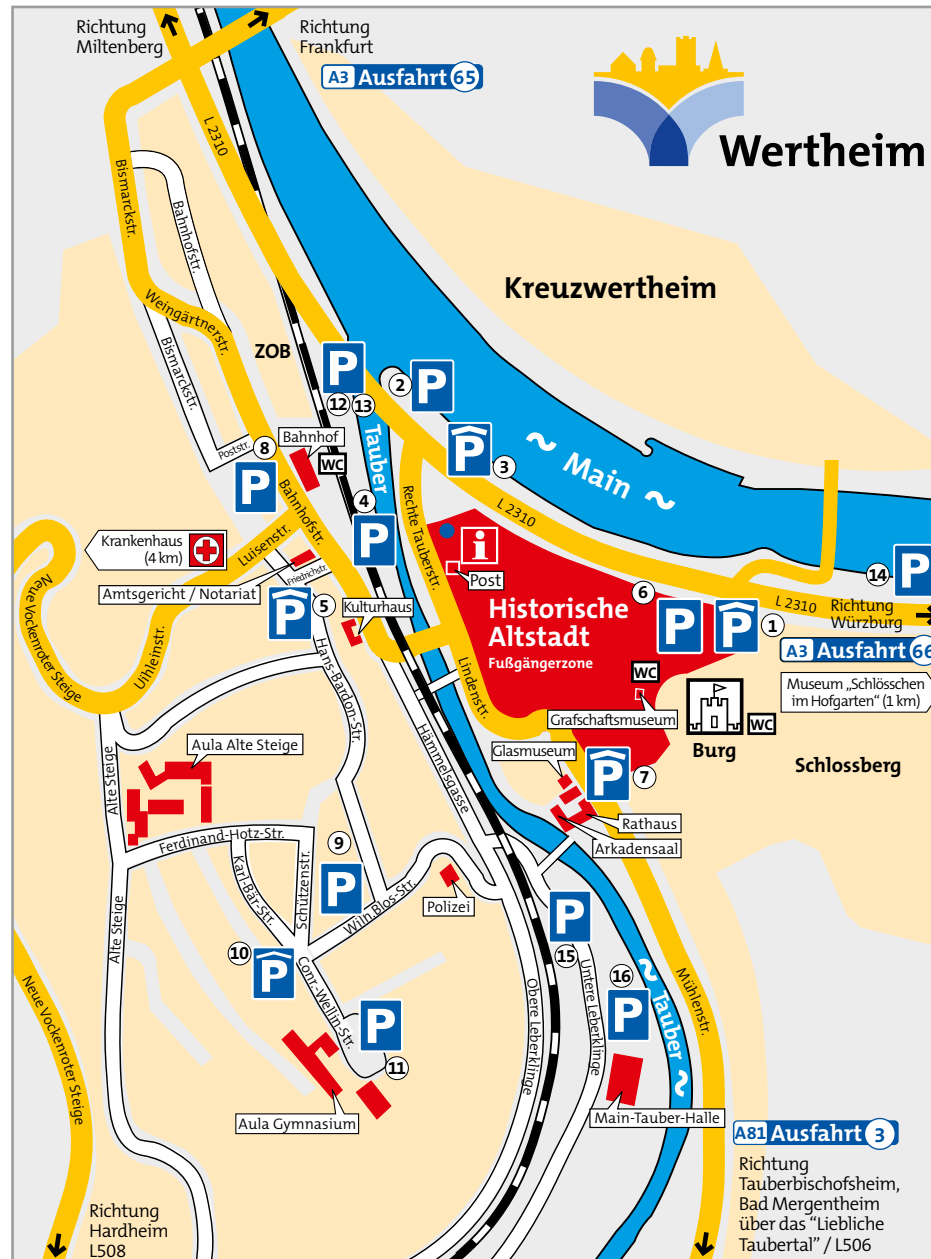 Richtung
Miltenberg
Richtung
Frankfurt
A3 Ausfahrt 65
Wertheim
L 2310
Bismarckstr.
Bahnhofstr.
Weingärtnerstr.
Bismarckstr.
Kreuzwertheim
ZOB
P
12 13
2
P
P
3
~ Main ~
Tauber
8
Poststr.
Bahnhof
WC
P
Bahnhofstr.
4
P
Rechte Tauberstr.
L 2310
Krankenhaus
(4 km)
Luisenstr.
Amtsgericht / Notariat
Friedrichstr.
i
Post
14
P
Neue Vockenroter Steige
Uihleinstr.
P
5
Kulturhaus
Historische
Altstadt
Fußgängerzone
6
P
P
1
L 2310
Richtung
Würzburg
A3 Ausfahrt 66
Museum „Schlösschen
im Hofgarten“ (1 km)
Hans-Bardon-Str.
Lindenstr.
WC
Grafschaftsmuseum
Burg
WC
Schlossberg
Glasmuseum
P
7
Rathaus
Arkadensaal
Hämmelsgasse
Aula Alte Steige
Alte Steige
Ferdinand-Hotz-Str.
Karl-Bär-Str.
Schützenstr.
9
P
Wilh.Blos-Str.
Polizei
Alte Steige
10
P
Conr.-Wellin-Str.
P
11
P
15
16
P
Untere Leberklinge
Obere Leberklinge
~ Tauber ~
Mühlenstr.
Neue Vockenroter Steige
Aula Gymnasium
Main-Tauber-Halle
A81 Ausfahrt 3
Richtung
Tauberbischofsheim,
Bad Mergentheim
über das “Liebliche
Taubertal” / L506
Richtung
Hardheim
L508